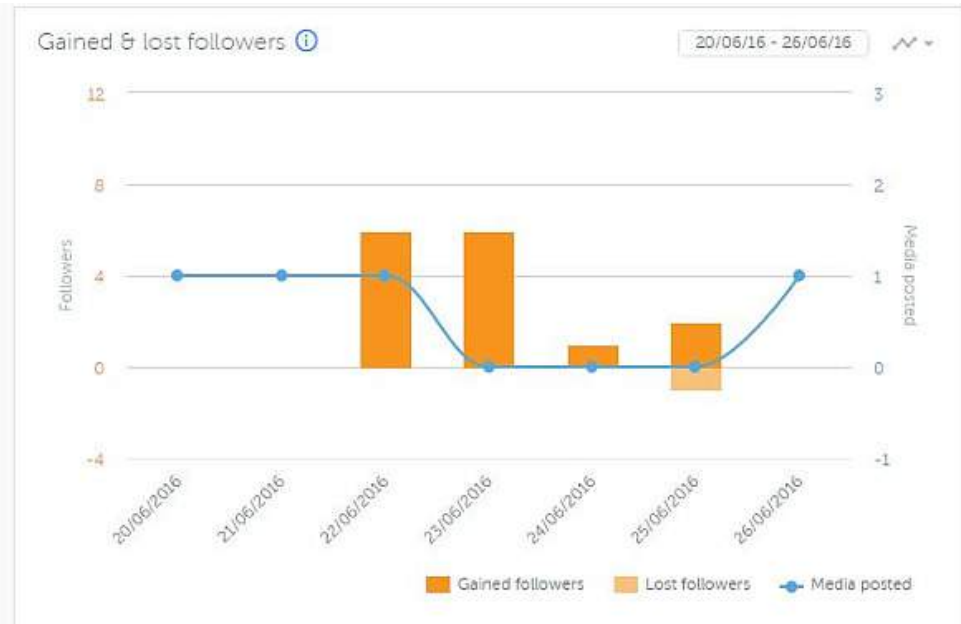 Gained & lost followers
20/06/16 - 26/06/16
12
8
4
0
-4
Followers
3
2
1
0
-1
Media posted
20/06/2016
21/06/2016
22/06/2016
23/06/2016
24/06/2016
25/06/2016
26/06/2016
Gained followers
Lost followers
Media posted